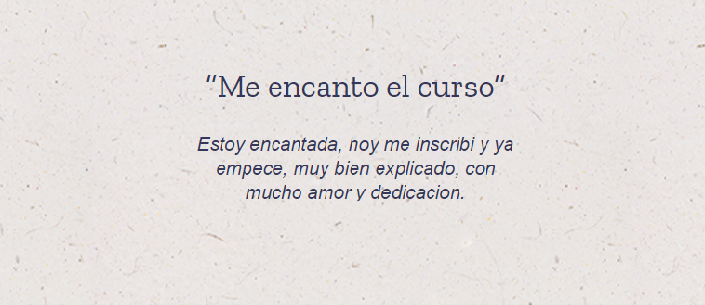 “Me encanto el curso”
Estoy encantada, hoy me inscribi y ya
empece, muy bien explicado, con
mucho amor y dedicacion.